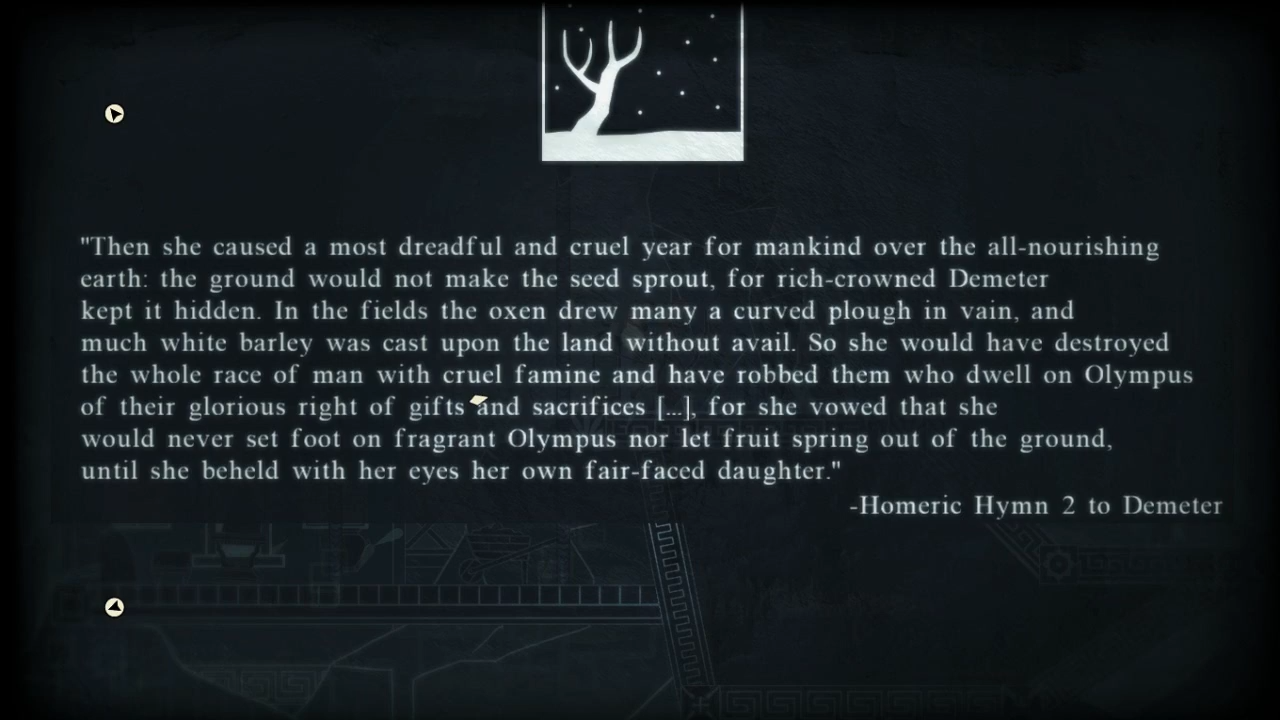 "Then she caused a most dreadful and cruel year for mankind over the all-nourishing
earth: the ground would not make the seed sprout, for rich-crowned Demeter
kept it hidden. In the fields the oxen drew many a curved plough in vain, and
much white barley was cast upon the land without avail. So she would have destroyed
the whole race of man with cruel famine and have robbed them who dwell on Olympus
of their glorious right of gifts and sacrifices [...], for she vowed that she
would never set foot on fragrant Olympus nor let fruit spring out of the ground,
until she beheld with her eyes her own fair-faced daughter."
-Homeric Hymn 2 to Demeter